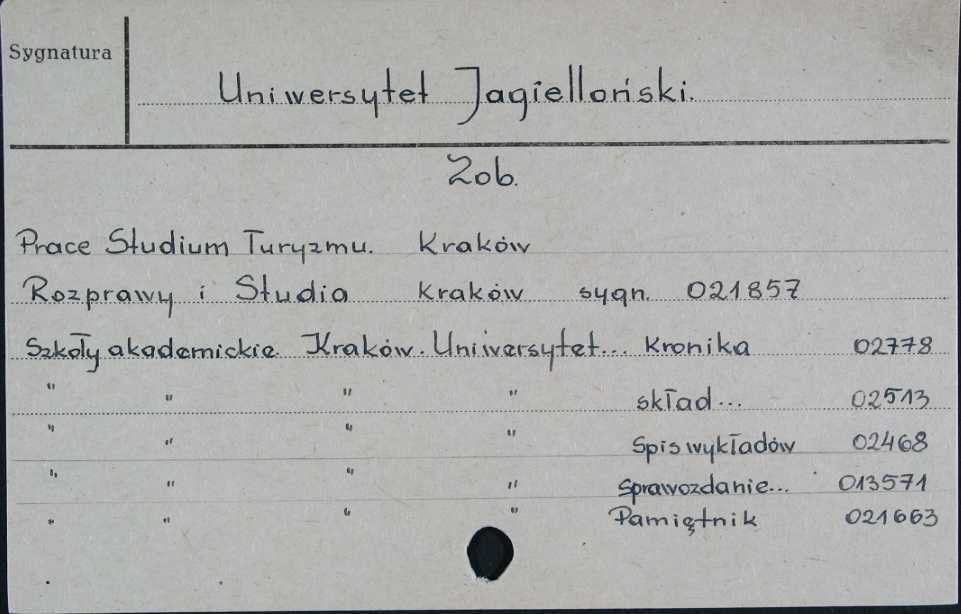 Sygnatura
Uniwersytet Jagielloński.
Zob.
Prace Studium Turyzmu. Kraków
Rozprawy i Studia Kraków sygn. 021857
Szkoły akademickie. Kraków. Uniwersytet... Kronika 02778
" " " " skład... 02513
" " " " Spis wykładów 02468
" " " " Sprawozdanie... 013571
" " " " Pamiętnik 021663